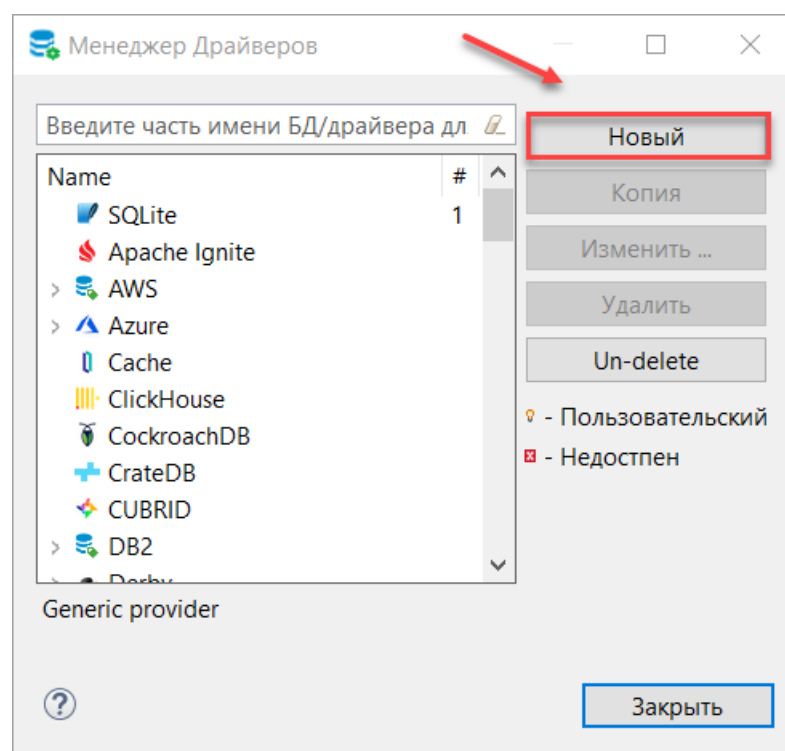 Менеджер Драйверов
Введите часть имени БД/драйвера дл
Name #
SQLite 1
Apache Ignite
AWS
Azure
Cache
ClickHouse
CockroachDB
CrateDB
CUBRID
DB2
Derby
Generic provider
Новый
Копия
Изменить ...
Удалить
Un-delete
- Пользовательский
- Недостпен
?
Закрыть